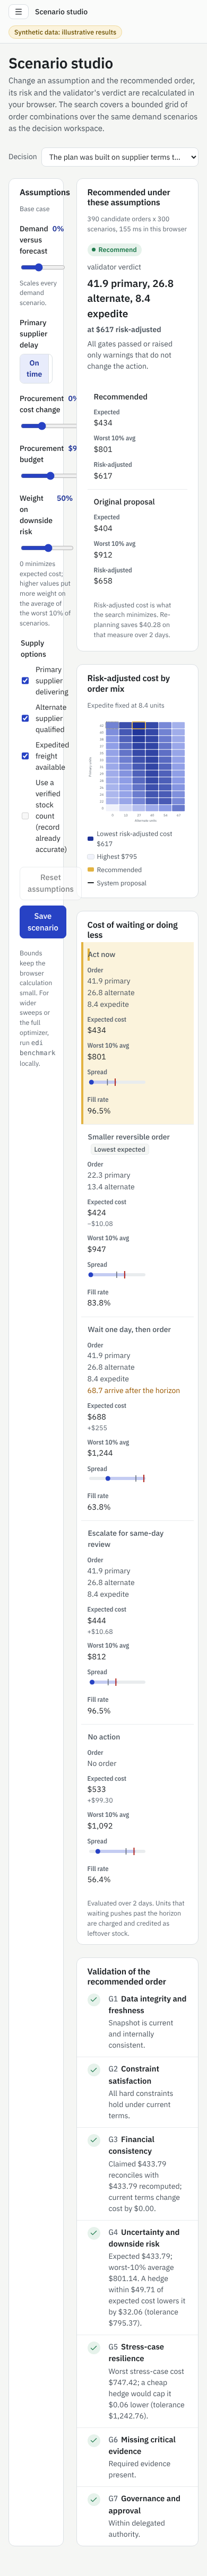 Scenario studio
Synthetic data: illustrative results
Scenario studio
Change an assumption and the recommended order,
its risk and the validator's verdict are recalculated in
your browser. The search covers a bounded grid of
order combinations over the same demand scenarios
as the decision workspace.
Decision
The plan was built on supplier terms t...
Assumptions
Base case
Demand versus forecast
0%
Scales every
demand
scenario.
Primary
supplier
delay
On
time
Procurement
cost change
0%
Procurement
budget
$9
Weight
on
downside
risk
50%
0 minimizes
expected cost;
higher values put
more weight on
the average of
the worst 10% of
scenarios.
Supply
options
Primary
supplier
delivering
Alternate
supplier
qualified
Expedited
freight
available
Use a
verified
stock
count
(record
already
accurate)
Reset
assumptions
Save
scenario
Bounds
keep the
browser
calculation
small. For
wider
sweeps or
the full
optimizer,
run edi
benchmark
locally.
Recommended under
these assumptions
390 candidate orders x 300
scenarios, 155 ms in this browser
Recommend
validator verdict
41.9 primary, 26.8
alternate, 8.4
expedite
at $617 risk-adjusted
All gates passed or raised
only warnings that do not
change the action.
Recommended
Expected
$434
Worst 10% avg
$801
Risk-adjusted
$617
Original proposal
Expected
$404
Worst 10% avg
$912
Risk-adjusted
$658
Risk-adjusted cost is what
the search minimizes. Re-
planning saves $40.28 on
that measure over 2 days.
Risk-adjusted cost by
order mix
Expedite fixed at 8.4 units
Primary units
Alternate units
Lowest risk-adjusted cost
$617
Highest $795
Recommended
System proposal
Cost of waiting or doing
less
Act now
Order
41.9 primary
26.8 alternate
8.4 expedite
Expected cost
$434
Worst 10% avg
$801
Spread
Fill rate
96.5%
Smaller reversible order
Lowest expected
Order
22.3 primary
13.4 alternate
Expected cost
$424
−$10.08
Worst 10% avg
$947
Spread
Fill rate
83.8%
Wait one day, then order
Order
41.9 primary
26.8 alternate
8.4 expedite
68.7 arrive after the horizon
Expected cost
$688
+$255
Worst 10% avg
$1,244
Spread
Fill rate
63.8%
Escalate for same-day
review
Order
41.9 primary
26.8 alternate
8.4 expedite
Expected cost
$444
+$10.68
Worst 10% avg
$812
Spread
Fill rate
96.5%
No action
Order
No order
Expected cost
$533
+$99.30
Worst 10% avg
$1,092
Spread
Fill rate
56.4%
Evaluated over 2 days. Units that
waiting pushes past the horizon
are charged and credited as
leftover stock.
Validation of the
recommended order
G1 Data integrity and
freshness
Snapshot is current
and internally
consistent.
G2 Constraint
satisfaction
All hard constraints
hold under current
terms.
G3 Financial
consistency
Claimed $433.79
reconciles with
$433.79 recomputed;
current terms change
cost by $0.00.
G4 Uncertainty and
downside risk
Expected $433.79;
worst-10% average
$801.14. A hedge
within $49.71 of
expected cost lowers it
by $32.06 (tolerance
$795.37).
G5 Stress-case
resilience
Worst stress-case cost
$747.42; a cheap
hedge would cap it
$0.06 lower (tolerance
$1,242.76).
G6 Missing critical
evidence
Required evidence
present.
G7 Governance and
approval
Within delegated
authority.